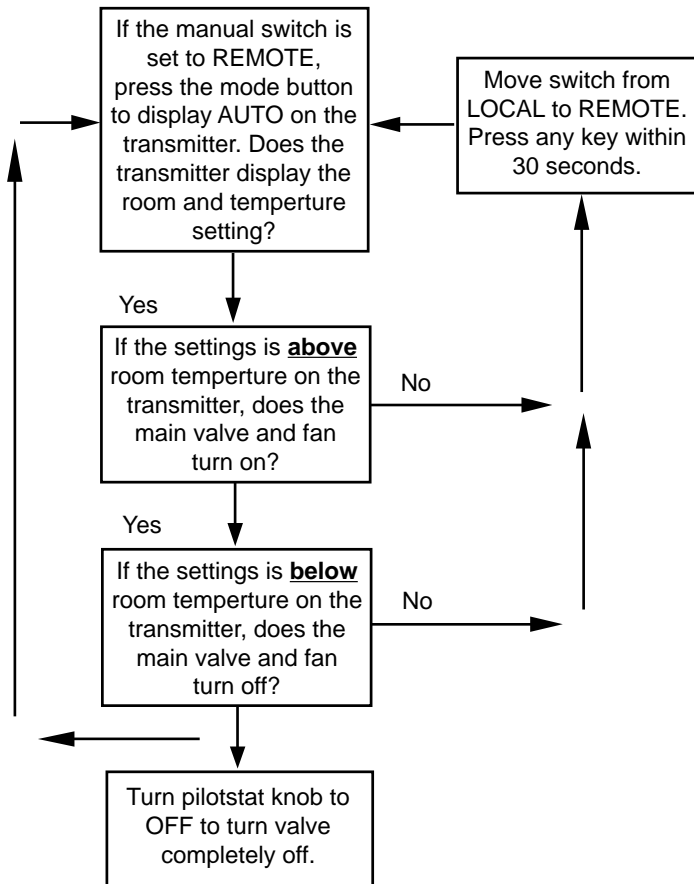 If the manual switch is
set to REMOTE,
press the mode button
to display AUTO on the
transmitter. Does the
transmitter display the
room and temperture
setting?
Move switch from
LOCAL to REMOTE.
Press any key within
30 seconds.
Yes
If the settings is above
room temperture on the
transmitter, does the
main valve and fan
turn on?
No
Yes
If the settings is below
room temperture on the
transmitter, does the
main valve and fan
turn off?
No
Turn pilotstat knob to
OFF to turn valve
completely off.